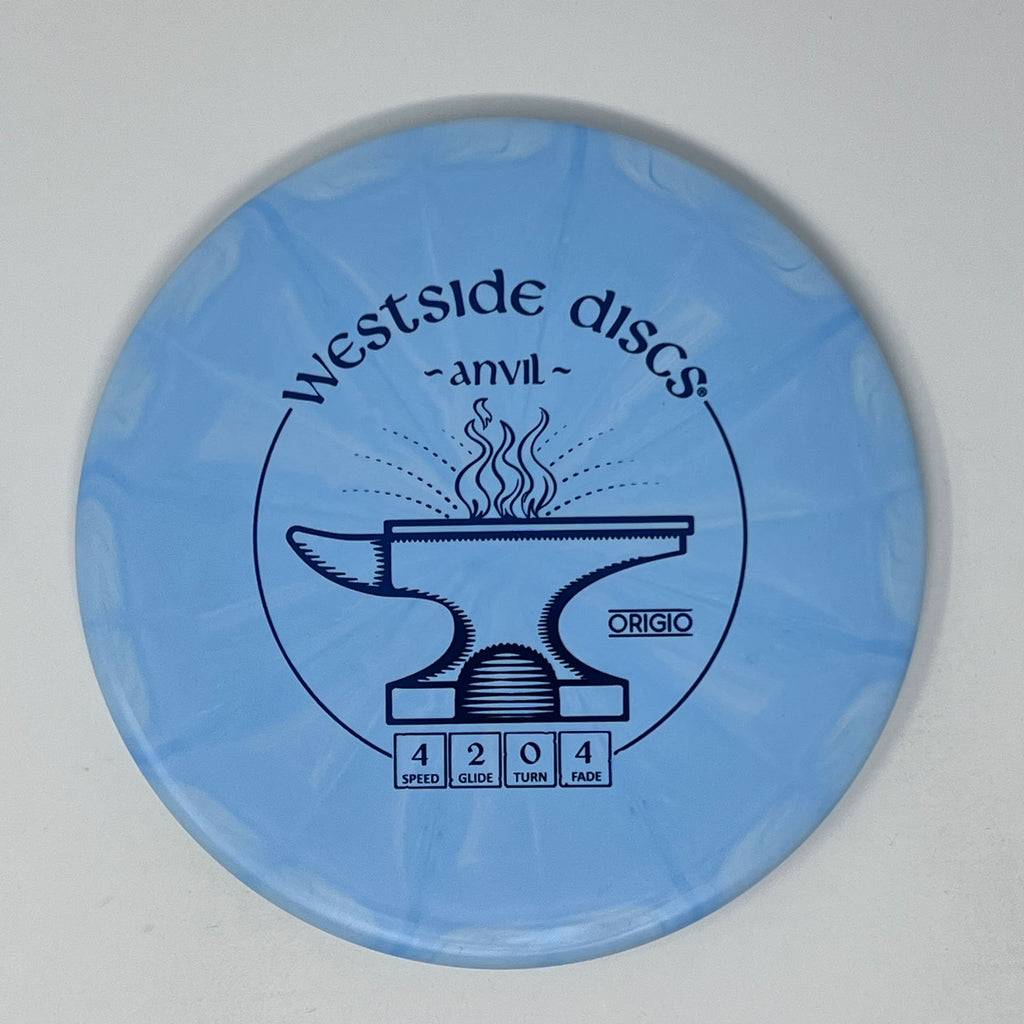 westside discs®
~anvil~
ORIGIO
4 2 0 4
SPEED GLIDE TURN FADE